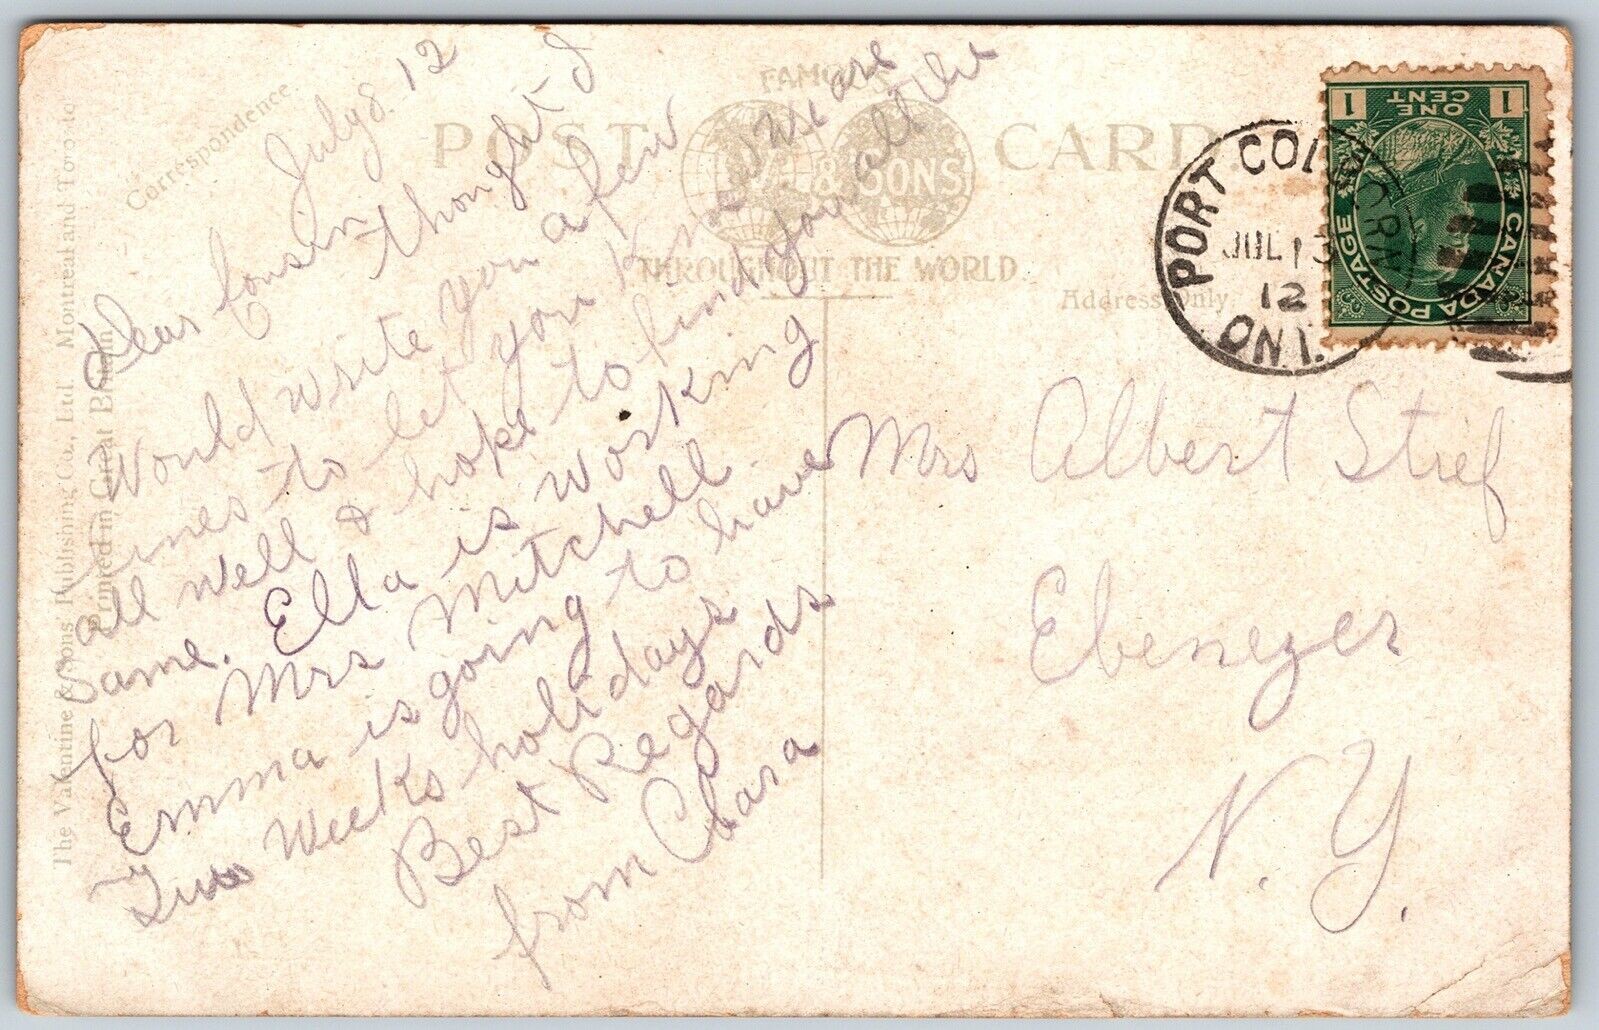 Correspondence.
FAMOUS
POST CARD
& SONS
THROUGHOUT THE WORLD
Address Only.
The Valentine & Sons' Publishing Co., Ltd. Montreal and Toronto
Printed in Great Britain.
July 8. 12
Dear Cousin
thought I
Would write you a few
lines to let you know we are
all well & hope to find you all the
same. Ella is working
for Mrs Mitchell
Emma is going to have
Two Weeks holidays
Best Regards
from Clara
Mrs Albert Strief
Ebenezer
N.Y.
PORT COLBORNE
JUL 13
12
ONT.
CANADA POSTAGE
ONE CENT
1 1